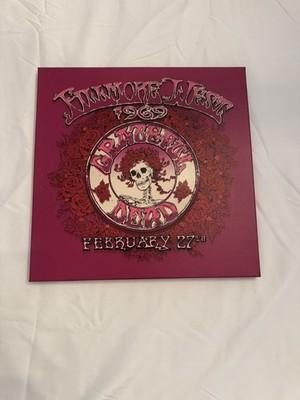 FILLMORE WEST
1969
GRATEFUL
DEAD
FEBRUARY 27TH